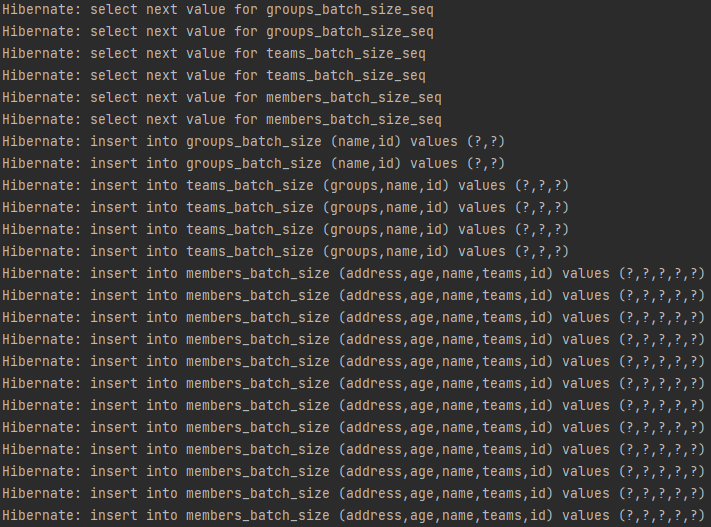 Hibernate: select next value for groups_batch_size_seq
Hibernate: select next value for groups_batch_size_seq
Hibernate: select next value for teams_batch_size_seq
Hibernate: select next value for teams_batch_size_seq
Hibernate: select next value for members_batch_size_seq
Hibernate: select next value for members_batch_size_seq
Hibernate: insert into groups_batch_size (name,id) values (?,?)
Hibernate: insert into groups_batch_size (name,id) values (?,?)
Hibernate: insert into teams_batch_size (groups,name,id) values (?,?,?)
Hibernate: insert into teams_batch_size (groups,name,id) values (?,?,?)
Hibernate: insert into teams_batch_size (groups,name,id) values (?,?,?)
Hibernate: insert into teams_batch_size (groups,name,id) values (?,?,?)
Hibernate: insert into members_batch_size (address,age,name,teams,id) values (?,?,?,?,?)
Hibernate: insert into members_batch_size (address,age,name,teams,id) values (?,?,?,?,?)
Hibernate: insert into members_batch_size (address,age,name,teams,id) values (?,?,?,?,?)
Hibernate: insert into members_batch_size (address,age,name,teams,id) values (?,?,?,?,?)
Hibernate: insert into members_batch_size (address,age,name,teams,id) values (?,?,?,?,?)
Hibernate: insert into members_batch_size (address,age,name,teams,id) values (?,?,?,?,?)
Hibernate: insert into members_batch_size (address,age,name,teams,id) values (?,?,?,?,?)
Hibernate: insert into members_batch_size (address,age,name,teams,id) values (?,?,?,?,?)
Hibernate: insert into members_batch_size (address,age,name,teams,id) values (?,?,?,?,?)
Hibernate: insert into members_batch_size (address,age,name,teams,id) values (?,?,?,?,?)
Hibernate: insert into members_batch_size (address,age,name,teams,id) values (?,?,?,?,?)
Hibernate: insert into members_batch_size (address,age,name,teams,id) values (?,?,?,?,?)